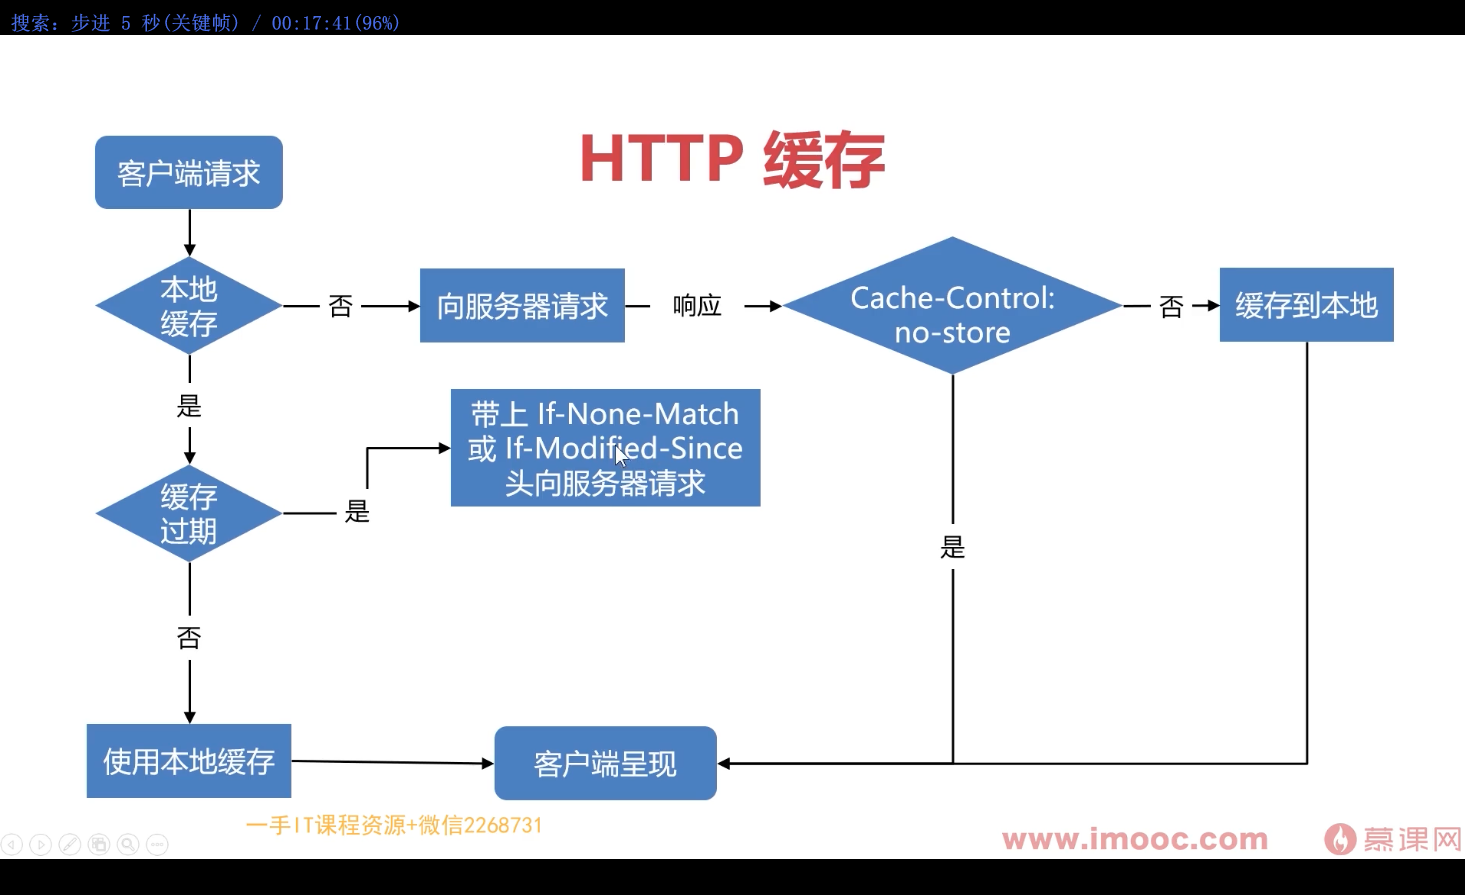 搜索: 步进 5 秒(关键帧) / 00:17:41(96%)
HTTP 缓存
客户端请求
本地
缓存
否
向服务器请求
响应
Cache-Control:
no-store
否
缓存到本地
是
带上 If-None-Match
或 If-Modified-Since
头向服务器请求
缓存
过期
是
是
否
使用本地缓存
客户端呈现
一手IT课程资源+微信2268731
www.imooc.com
慕课网